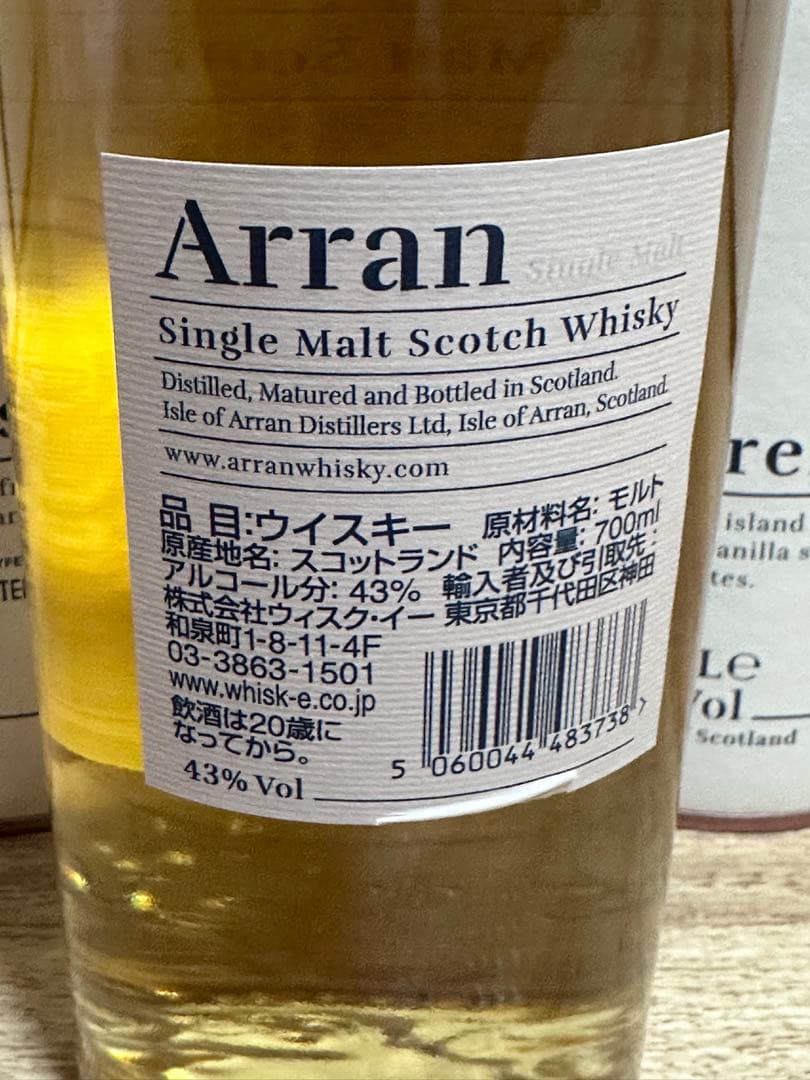 Arran
Single Malt
Single Malt Scotch Whisky
Distilled, Matured and Bottled in Scotland.
Isle of Arran Distillers Ltd, Isle of Arran, Scotland
www.arranwhisky.com
品 目:ウイスキー 原材料名: モルト
原産地名: スコットランド 内容量: 700ml
アルコール分: 43% 輸入者及び引取先:
株式会社ウィスク・イー 東京都千代田区神田
和泉町1-8-11-4F
03-3863-1501
www.whisk-e.co.jp
飲酒は20歳に
なってから。
43% Vol
5 060044 483738 >
re
island
anilla s
tes.
Le
Vol
Scotland